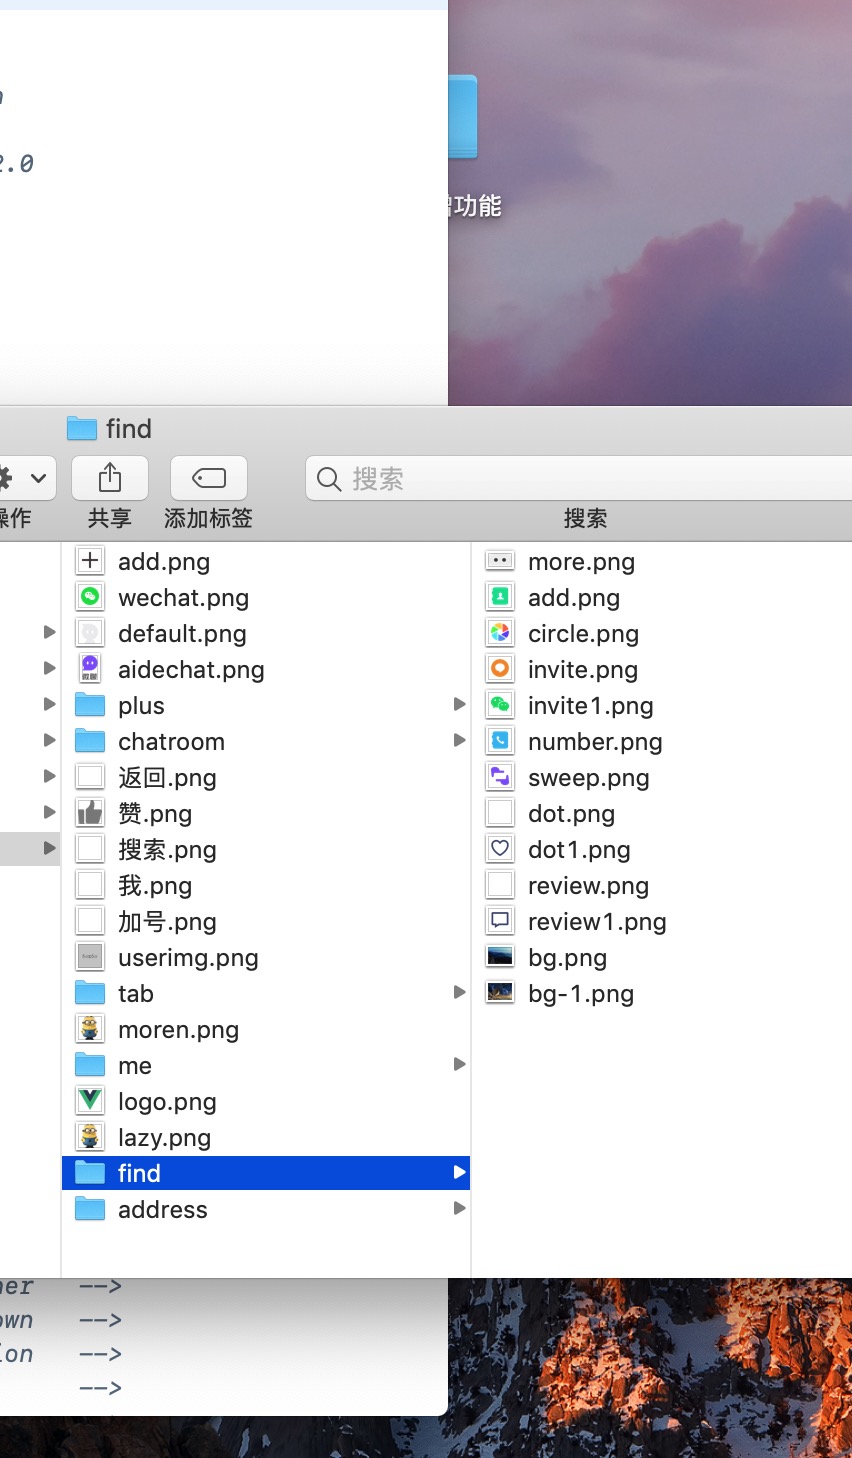 2.0
功能
find
操作
共享
添加标签
搜索
搜索
add.png
wechat.png
default.png
aidechat.png
plus
chatroom
返回.png
赞.png
搜索.png
我.png
加号.png
userimg.png
tab
moren.png
me
logo.png
lazy.png
find
address
more.png
add.png
circle.png
invite.png
invite1.png
number.png
sweep.png
dot.png
dot1.png
review.png
review1.png
bg.png
bg-1.png
-->
-->
-->
-->